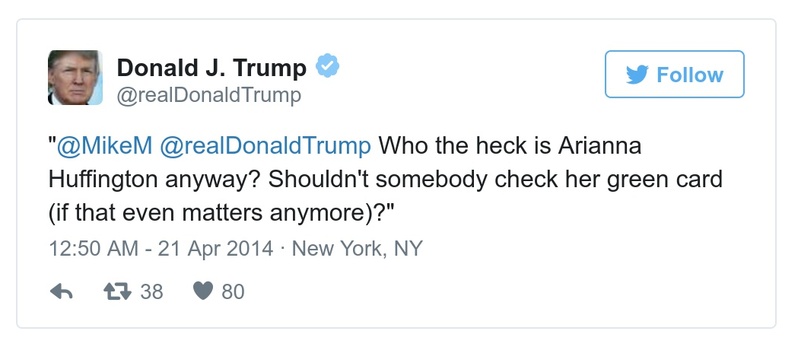 Donald J. Trump
@realDonaldTrump
Follow
"@MikeM @realDonaldTrump Who the heck is Arianna
Huffington anyway? Shouldn't somebody check her green card
(if that even matters anymore)?"
12:50 AM - 21 Apr 2014 · New York, NY
38 80